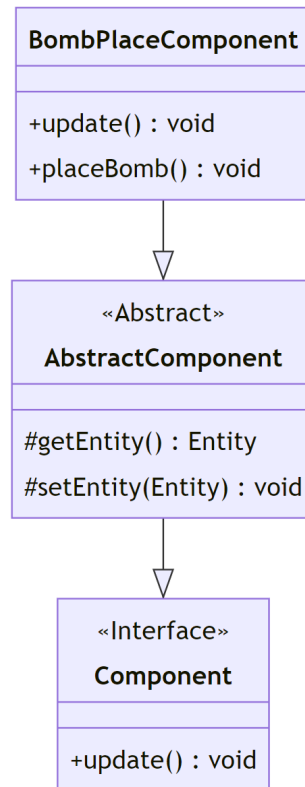 BombPlaceComponent
+update() : void
+placeBomb() : void
«Abstract»
AbstractComponent
#getEntity() : Entity
#setEntity(Entity) : void
«Interface»
Component
+update() : void